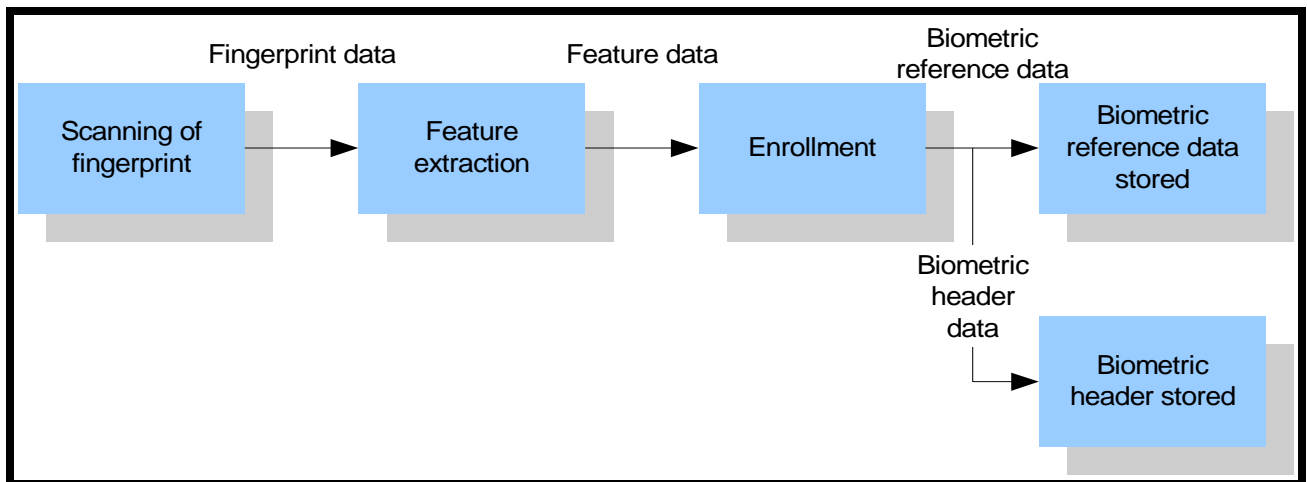 Fingerprint data
Feature data
Biometric
reference data
Scanning of
fingerprint
Feature
extraction
Enrollment
Biometric
reference data
stored
Biometric
header
data
Biometric
header stored